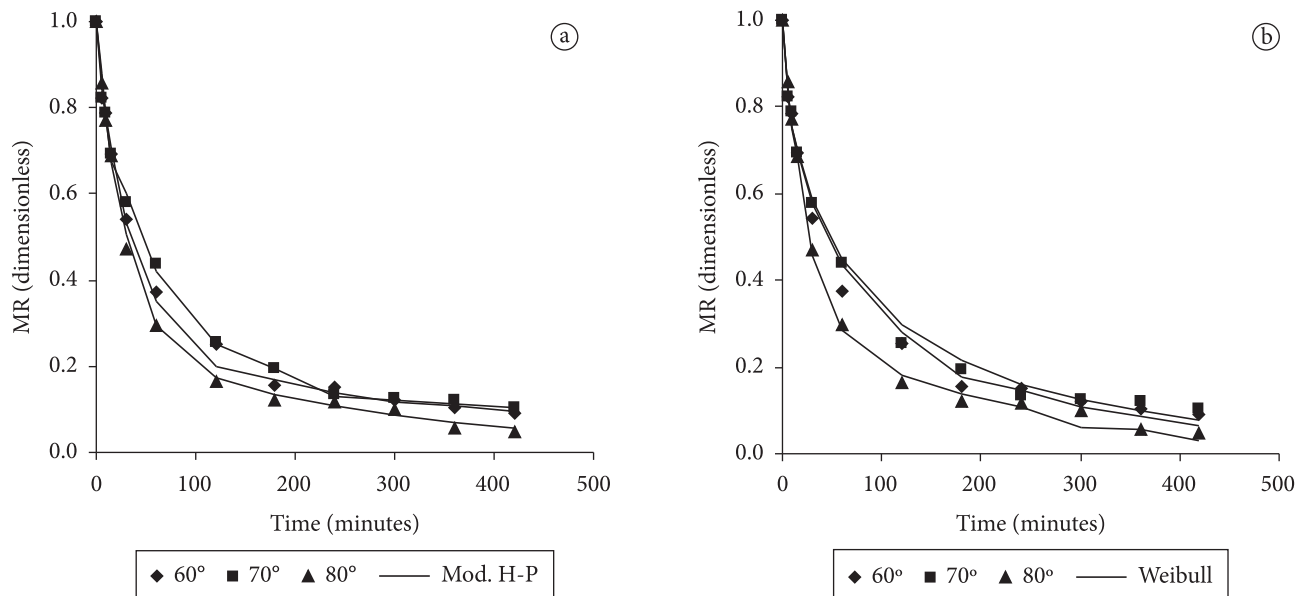 a
MR (dimensionless)
1.0
0.8
0.6
0.4
0.2
0.0
0 100 200 300 400 500
Time (minutes)
60° 70° 80° Mod. H-P
b
MR (dimensionless)
1.0
0.8
0.6
0.4
0.2
0.0
0 100 200 300 400 500
Time (minutes)
60º 70º 80º Weibull